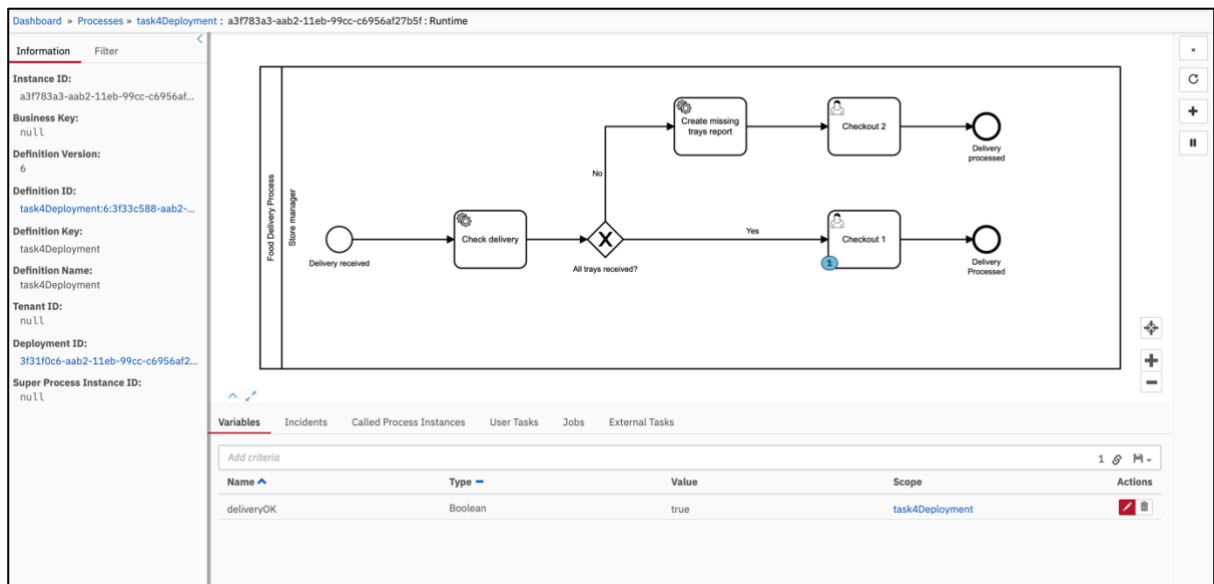 Dashboard » Processes » task4Deployment : a3f783a3-aab2-11eb-99cc-c6956af27b5f : Runtime
Information Filter
Instance ID:
a3f783a3-aab2-11eb-99cc-c6956af...
Business Key:
null
Definition Version:
6
Definition ID:
task4Deployment:6:3f33c588-aab2-...
Definition Key:
task4Deployment
Definition Name:
task4Deployment
Tenant ID:
null
Deployment ID:
3f31f0c6-aab2-11eb-99cc-c6956af2...
Super Process Instance ID:
null
Food Delivery Process
Store manager
Delivery received
Check delivery
All trays received?
No
Create missing
trays report
Checkout 2
Delivery
processed
Yes
Checkout 1
1
Delivery
Processed
Variables Incidents Called Process Instances User Tasks Jobs External Tasks
Add criteria 1
Name Type Value Scope Actions
deliveryOK Boolean true task4Deployment